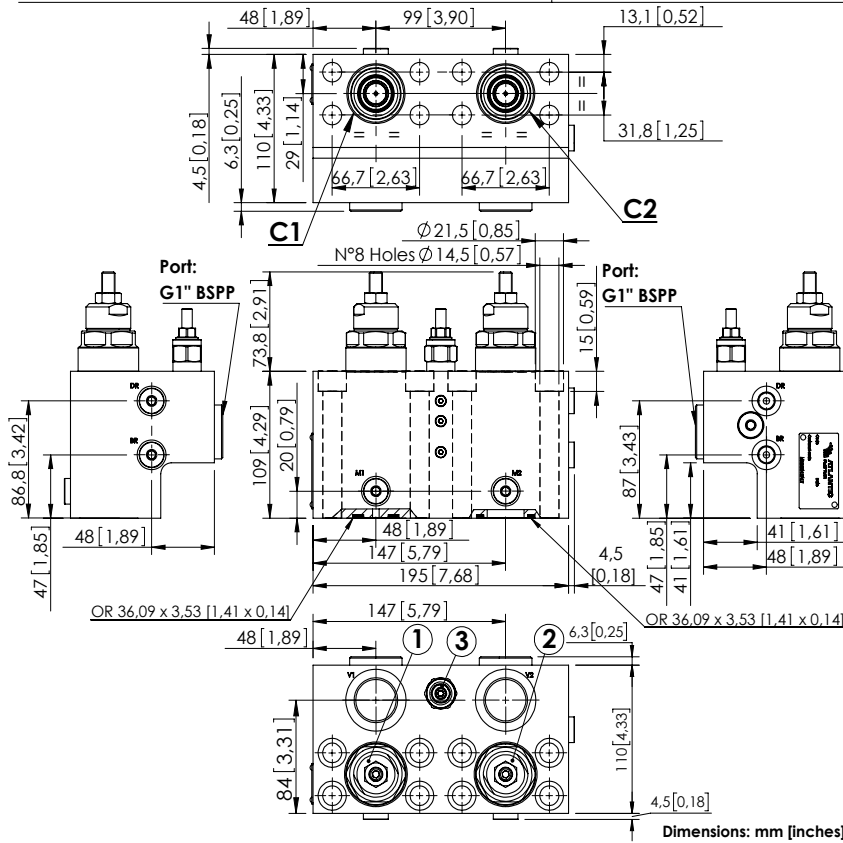 48 [1,89]
99 [3,90]
13,1 [0,52]
4,5 [0,18]
6,3 [0,25]
110 [4,33]
29 [1,14]
= =
= =
=
=
31,8 [1,25]
66,7 [2,63]
66,7 [2,63]
C1
C2
Ø21,5 [0,85]
N°8 Holes Ø 14,5 [0,57]
Port:
G1" BSPP
Port:
G1" BSPP
73,8 [2,91]
15 [0,59]
DR
BR
86,8 [3,42]
47 [1,85]
48 [1,89]
109 [4,29]
20 [0,79]
M1
M2
48 [1,89]
147 [5,79]
195 [7,68]
4,5
[0,18]
DR
BR
87 [3,43]
47 [1,85]
41 [1,61]
41 [1,61]
48 [1,89]
OR 36,09 x 3,53 [1,41 x 0,14]
OR 36,09 x 3,53 [1,41 x 0,14]
147 [5,79]
48 [1,89]
6,3 [0,25]
1
3
2
V1
V2
84 [3,31]
110 [4,33]
4,5 [0,18]
Dimensions: mm [inches]